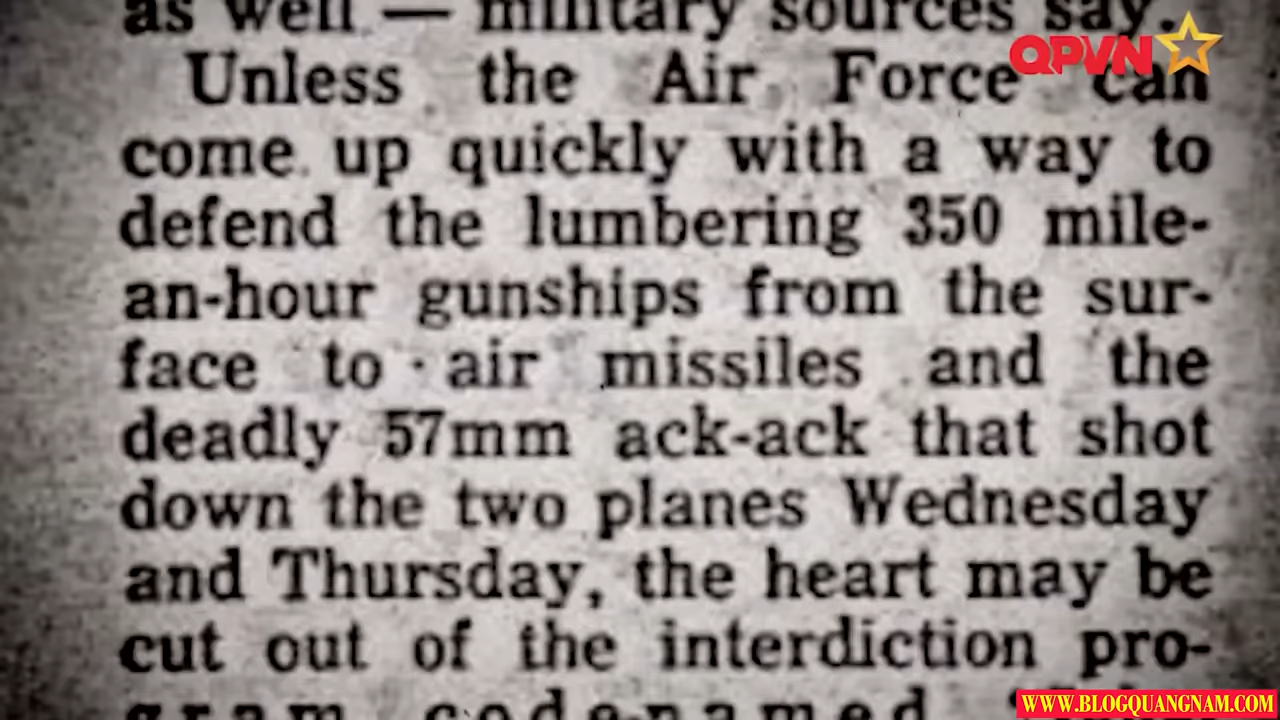 as well — military sources say.
Unless the Air Force can
come up quickly with a way to
defend the lumbering 350 mile-
an-hour gunships from the sur-
face to air missiles and the
deadly 57mm ack-ack that shot
down the two planes Wednesday
and Thursday, the heart may be
cut out of the interdiction pro-
gram codenamed
QPVN
WWW.BLOGQUANGNAM.COM